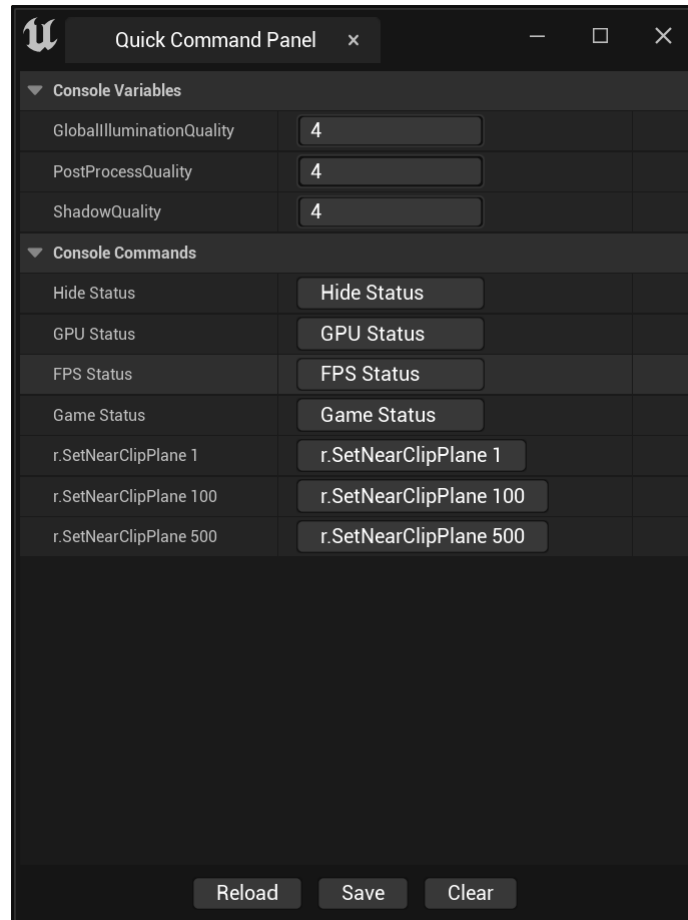 Quick Command Panel
Console Variables
GlobalIlluminationQuality 4
PostProcessQuality 4
ShadowQuality 4
Console Commands
Hide Status Hide Status
GPU Status GPU Status
FPS Status FPS Status
Game Status Game Status
r.SetNearClipPlane 1 r.SetNearClipPlane 1
r.SetNearClipPlane 100 r.SetNearClipPlane 100
r.SetNearClipPlane 500 r.SetNearClipPlane 500
Reload Save Clear